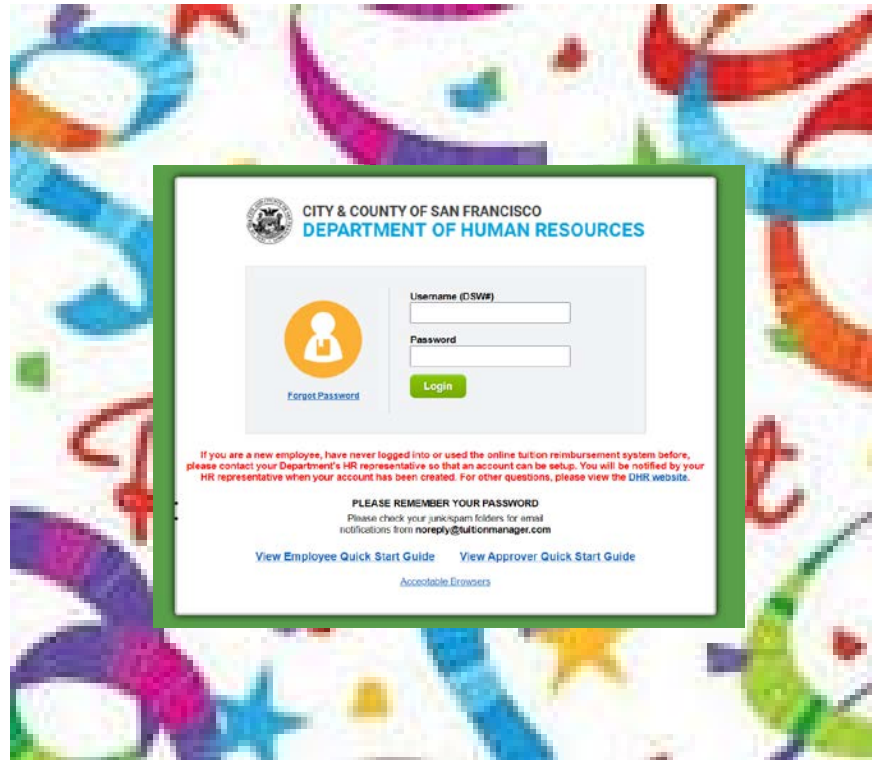 CITY & COUNTY OF SAN FRANCISCO
DEPARTMENT OF HUMAN RESOURCES
Username (DSW#)
Password
Login
Forgot Password
If you are a new employee, have never logged into or used the online tuition reimbursement system before,
please contact your Department's HR representative so that an account can be setup. You will be notified by your
HR representative when your account has been created. For other questions, please view the DHR website.
PLEASE REMEMBER YOUR PASSWORD
Please check your junk/spam folders for email
notifications from noreply@tuitionmanager.com
View Employee Quick Start Guide View Approver Quick Start Guide
Acceptable Browsers